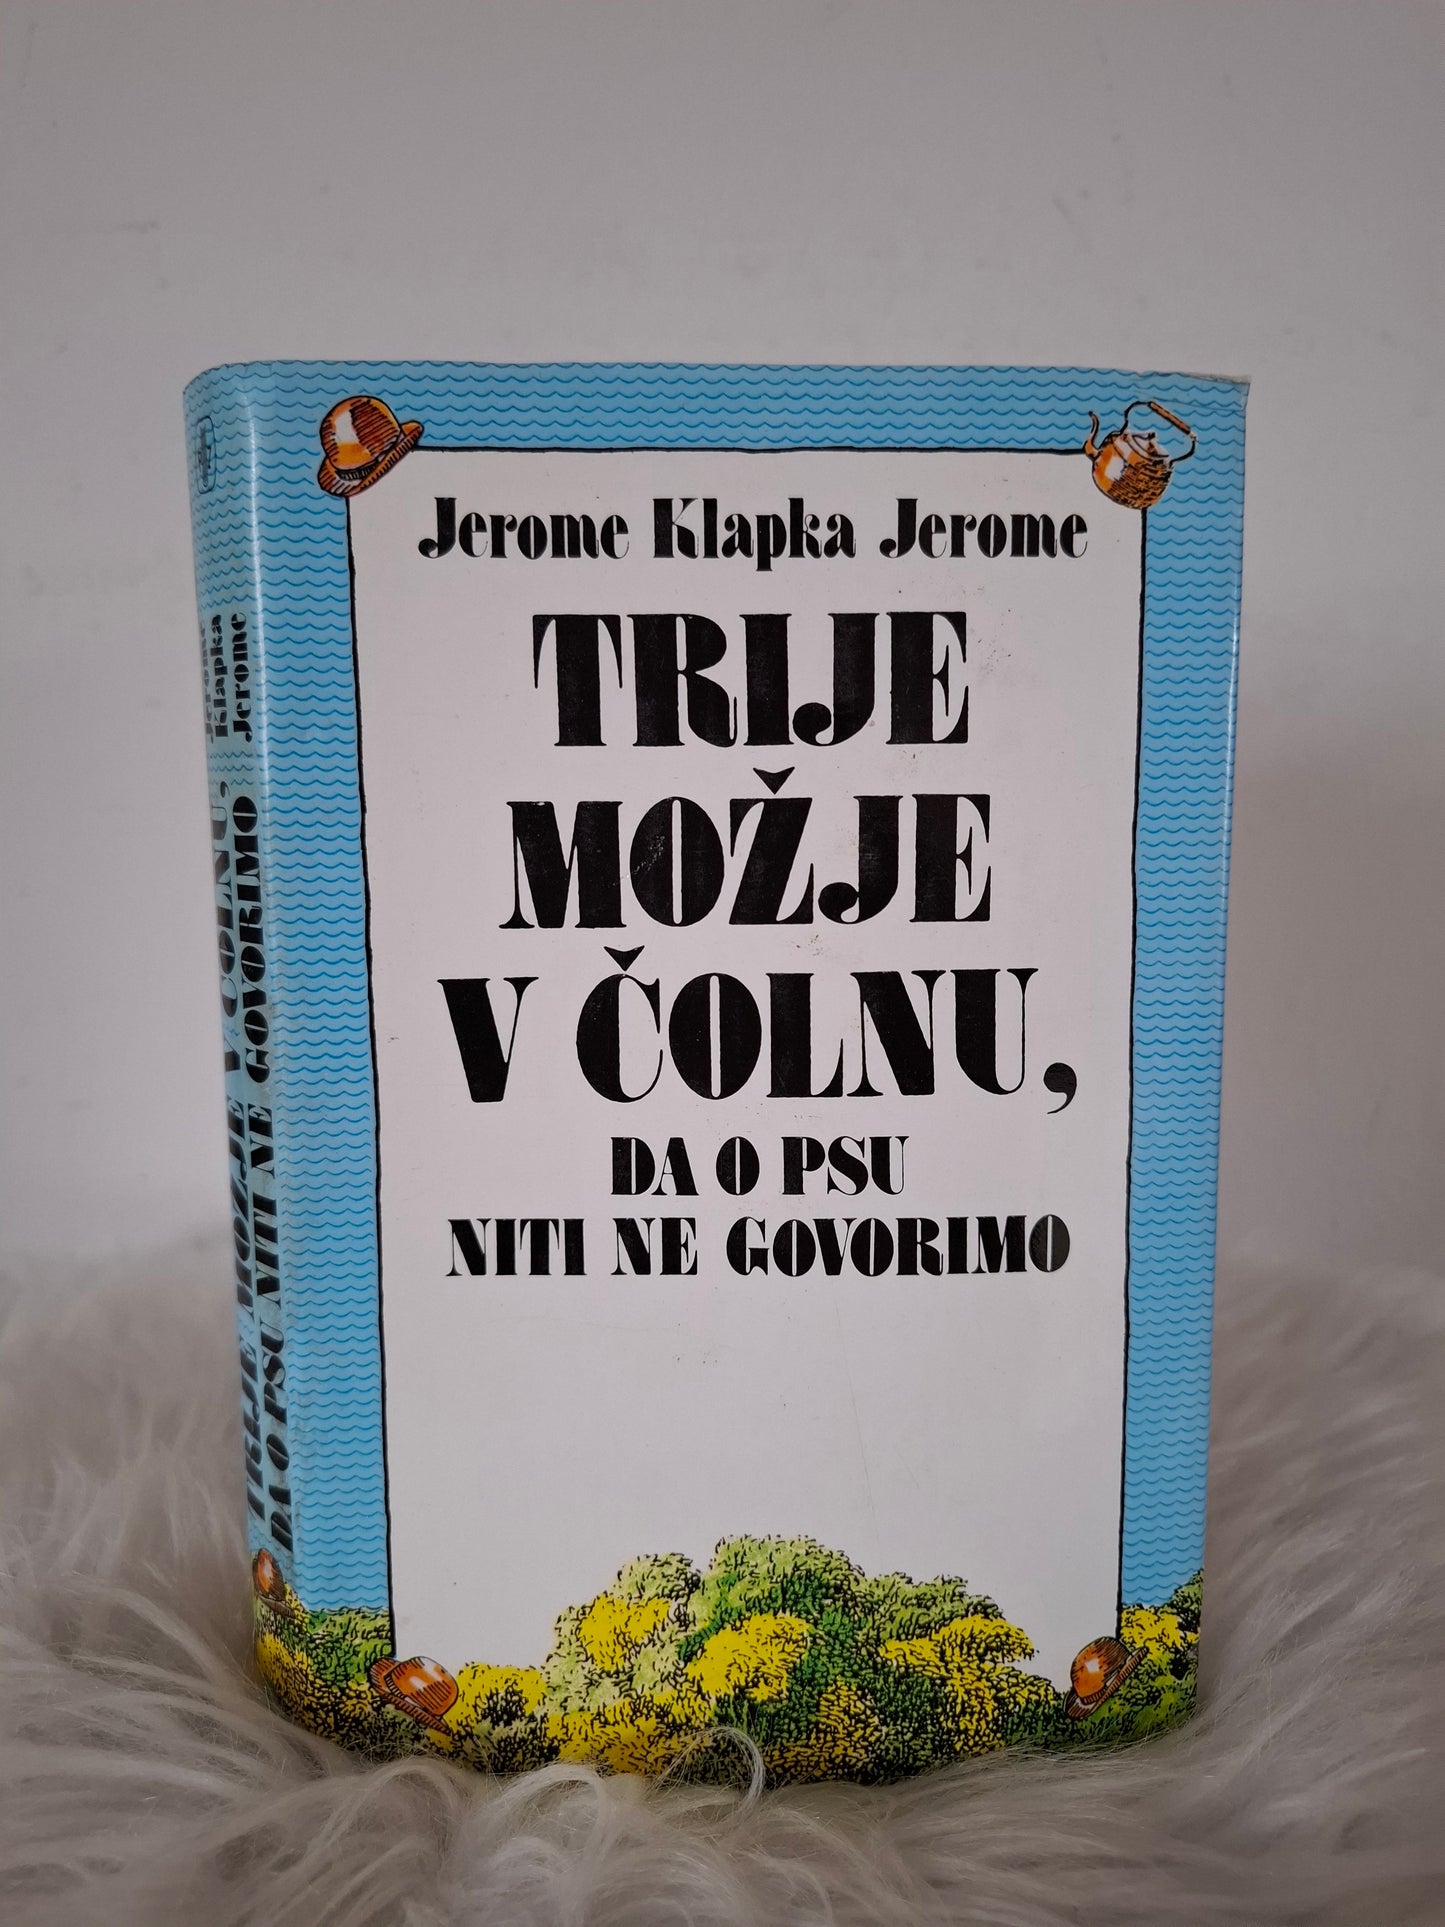 Jerome Klapka Jerome
TRIJE
MOŽJE
V ČOLNU,
DA O PSU
NITI NE GOVORIMO
Jerome
Klapka
Jerome
TRIJE MOŽJE V ČOLNU,
DA O PSU NITI NE GOVORIMO